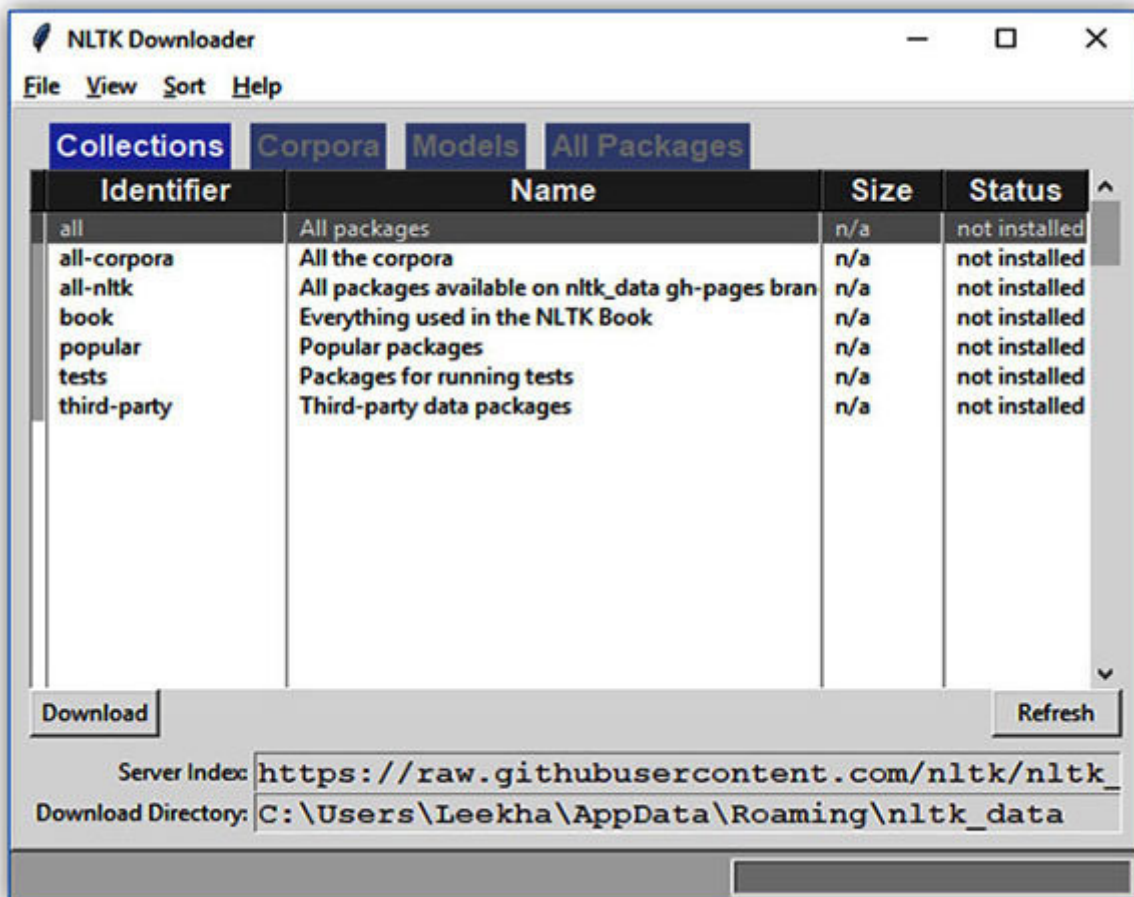 NLTK Downloader
File View Sort Help
Collections Corpora Models All Packages
Identifier Name Size Status
all All packages n/a not installed
all-corpora All the corpora n/a not installed
all-nltk All packages available on nltk_data gh-pages bran n/a not installed
book Everything used in the NLTK Book n/a not installed
popular Popular packages n/a not installed
tests Packages for running tests n/a not installed
third-party Third-party data packages n/a not installed
Download Refresh
Server Index: https://raw.githubusercontent.com/nltk/nltk_
Download Directory: C:\Users\Leekha\AppData\Roaming\nltk_data